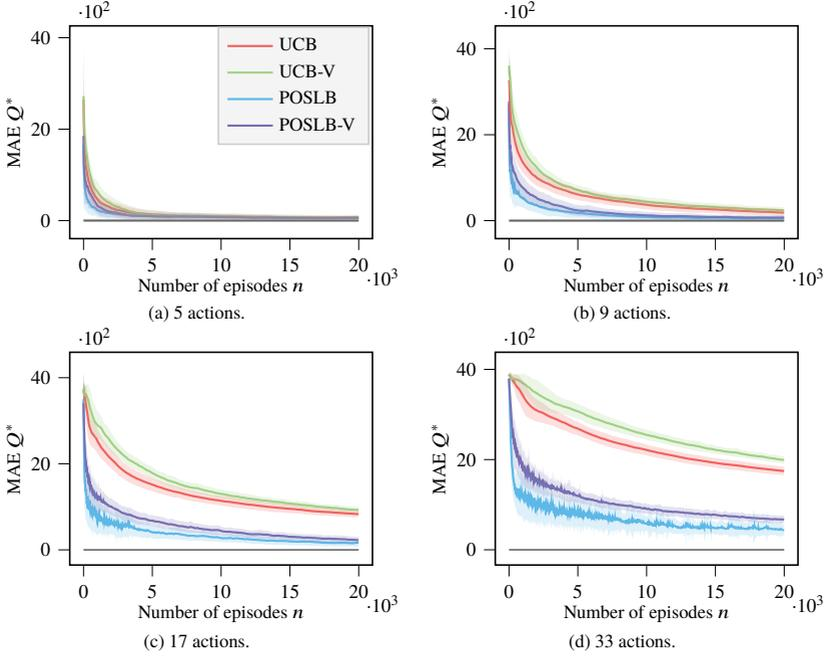 ·10²
·10²
40
20
0
MAE Q*
UCB
UCB-V
POSLB
POSLB-V
40
20
0
MAE Q*
0 5 10 15 20
·10³
Number of episodes n
0 5 10 15 20
·10³
Number of episodes n
(a) 5 actions.
(b) 9 actions.
·10²
·10²
40
20
0
MAE Q*
40
20
0
MAE Q*
0 5 10 15 20
·10³
Number of episodes n
0 5 10 15 20
·10³
Number of episodes n
(c) 17 actions.
(d) 33 actions.